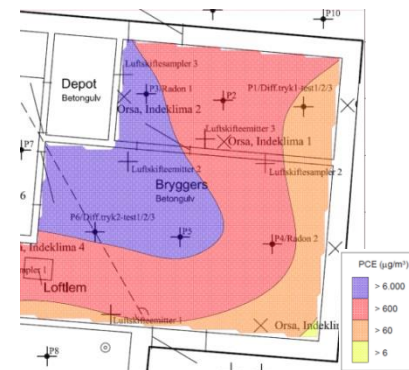 P10
Luftskiftesampler 3
Depot
Betongulv
P3/Radon 1
P2
P1/Diff.tryk1-test1/2/3
Orsa, Indeklima 2
Luftskifteemitter 3
Orsa, Indeklima 1
P7
Luftskifteemitter 2
Luftskiftesampler 2
Bryggers
Betongulv
6
P6/Diff.tryk2-test1/2/3
P5
P4/Radon 2
a, Indeklima 4
mpler 1
Loftlem
Luftskifteemitter 1
Orsa, Indeklim
P8
PCE (µg/m³)
> 6.000
> 600
> 60
> 6